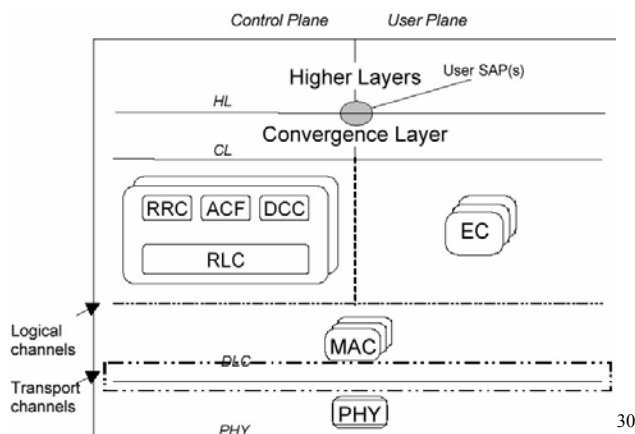 Control Plane User Plane
Higher Layers
User SAP(s)
HL
Convergence Layer
CL
RRC ACF DCC
EC
RLC
Logical
channels
MAC
DLC
Transport
channels
PHY
30
PHY